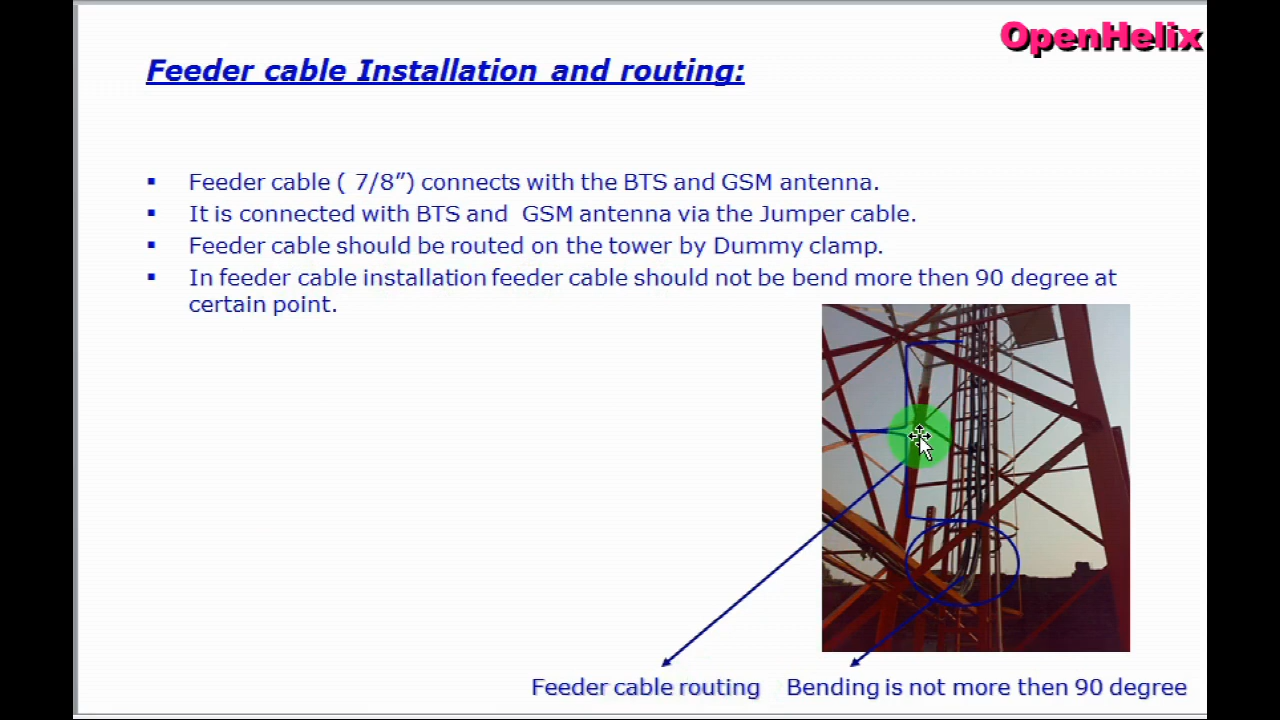 OpenHelix
Feeder cable Installation and routing:
Feeder cable ( 7/8”) connects with the BTS and GSM antenna.
It is connected with BTS and GSM antenna via the Jumper cable.
Feeder cable should be routed on the tower by Dummy clamp.
In feeder cable installation feeder cable should not be bend more then 90 degree at
certain point.
Feeder cable routing
Bending is not more then 90 degree